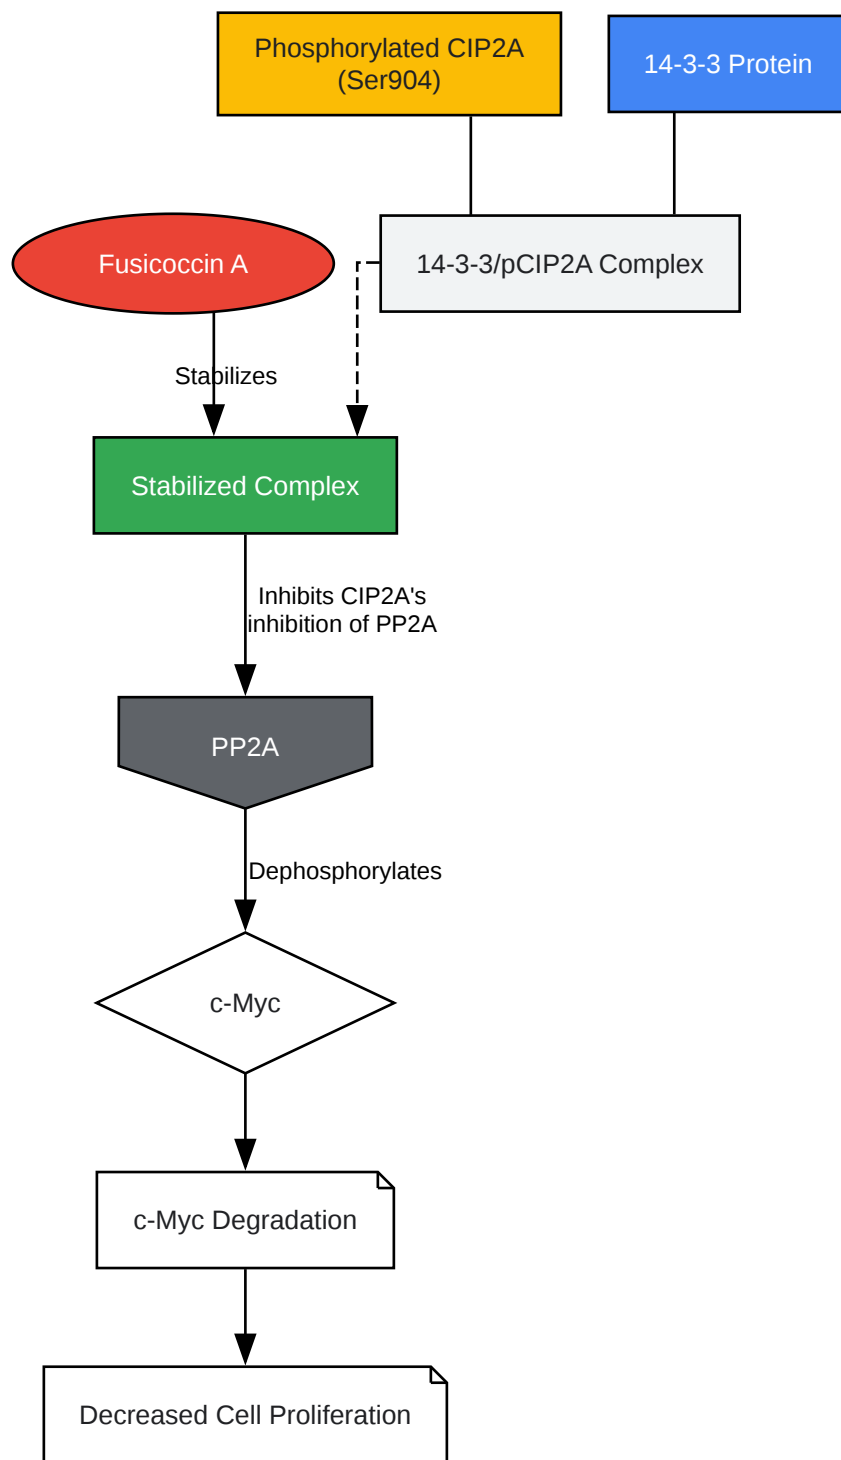 Phosphorylated CIP2A
(Ser904)
14-3-3 Protein
Fusicoccin A
14-3-3/pCIP2A Complex
Stabilizes
Stabilized Complex
Inhibits CIP2A's
inhibition of PP2A
PP2A
Dephosphorylates
c-Myc
c-Myc Degradation
Decreased Cell Proliferation